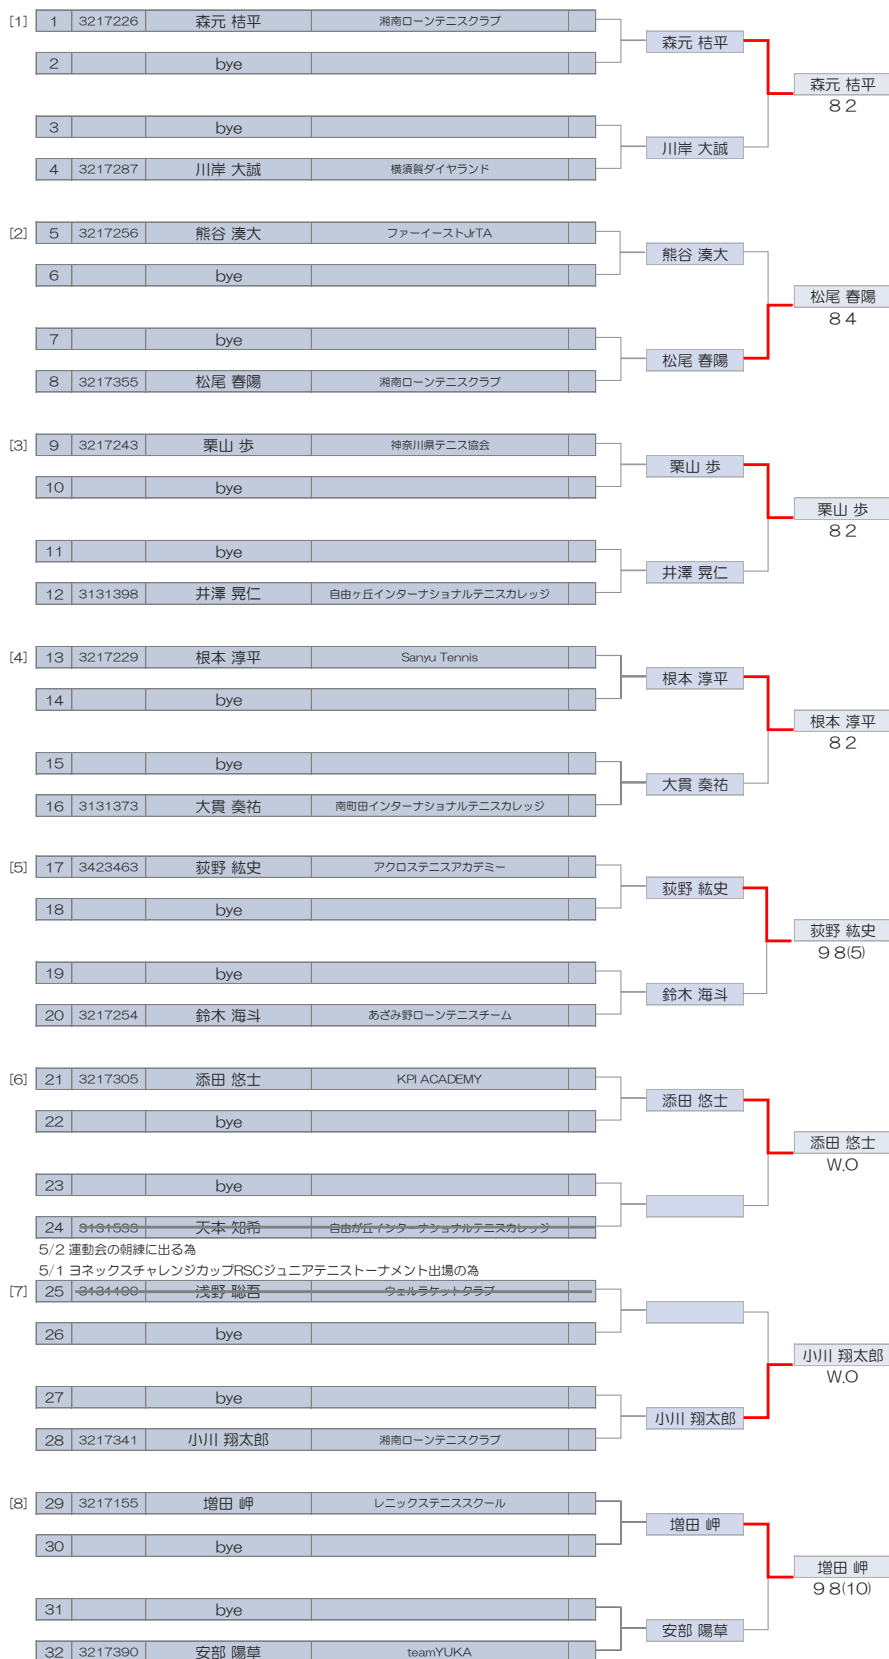 [1] 1 3217226 森元 桔平 湘南ローンテニスクラブ
森元 桔平
2 bye
森元 桔平
8 2
3 bye
川岸 大誠
4 3217287 川岸 大誠 横須賀ダイヤランド
[2] 5 3217256 熊谷 湊大 ファーイーストJrTA
熊谷 湊大
6 bye
松尾 春陽
8 4
7 bye
松尾 春陽
8 3217355 松尾 春陽 湘南ローンテニスクラブ
[3] 9 3217243 栗山 歩 神奈川県テニス協会
栗山 歩
10 bye
栗山 歩
8 2
11 bye
井澤 晃仁
12 3131398 井澤 晃仁 自由ヶ丘インターナショナルテニスカレッジ
[4] 13 3217229 根本 淳平 Sanyu Tennis
根本 淳平
14 bye
根本 淳平
8 2
15 bye
大貫 奏祐
16 3131373 大貫 奏祐 南町田インターナショナルテニスカレッジ
[5] 17 3423463 荻野 紘史 アクロステニスアカデミー
荻野 紘史
18 bye
荻野 紘史
9 8(5)
19 bye
鈴木 海斗
20 3217254 鈴木 海斗 あざみ野ローンテニスチーム
[6] 21 3217305 添田 悠士 KPI ACADEMY
添田 悠士
22 bye
添田 悠士
W.O
23 bye
24 3131533 天本 知希 自由が丘インターナショナルテニスカレッジ
5/2 運動会の朝練に出る為
5/1 ヨネックスチャレンジカップRSCジュニアテニストーナメント出場の為
[7] 25 3131190 浅野 聡吾 ウェルラケットクラブ
26 bye
小川 翔太郎
W.O
27 bye
小川 翔太郎
28 3217341 小川 翔太郎 湘南ローンテニスクラブ
[8] 29 3217155 増田 岬 レニックステニススクール
増田 岬
30 bye
増田 岬
9 8(10)
31 bye
安部 陽草
32 3217390 安部 陽草 teamYUKA